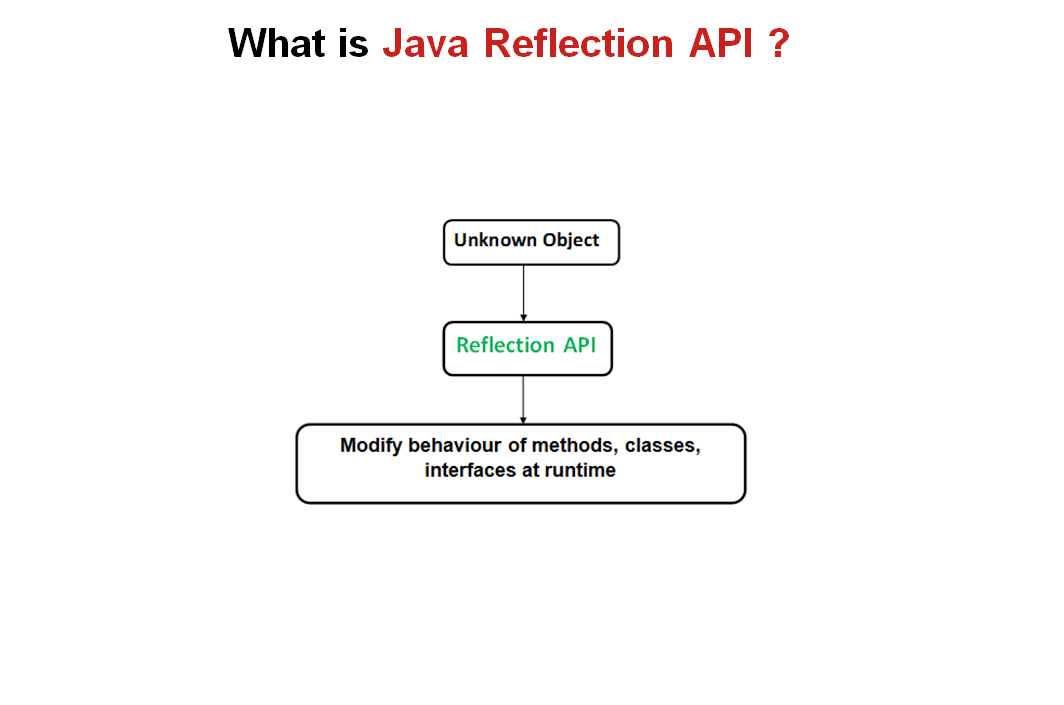 What is Java Reflection API ?
Unknown Object
Reflection API
Modify behaviour of methods, classes,
interfaces at runtime